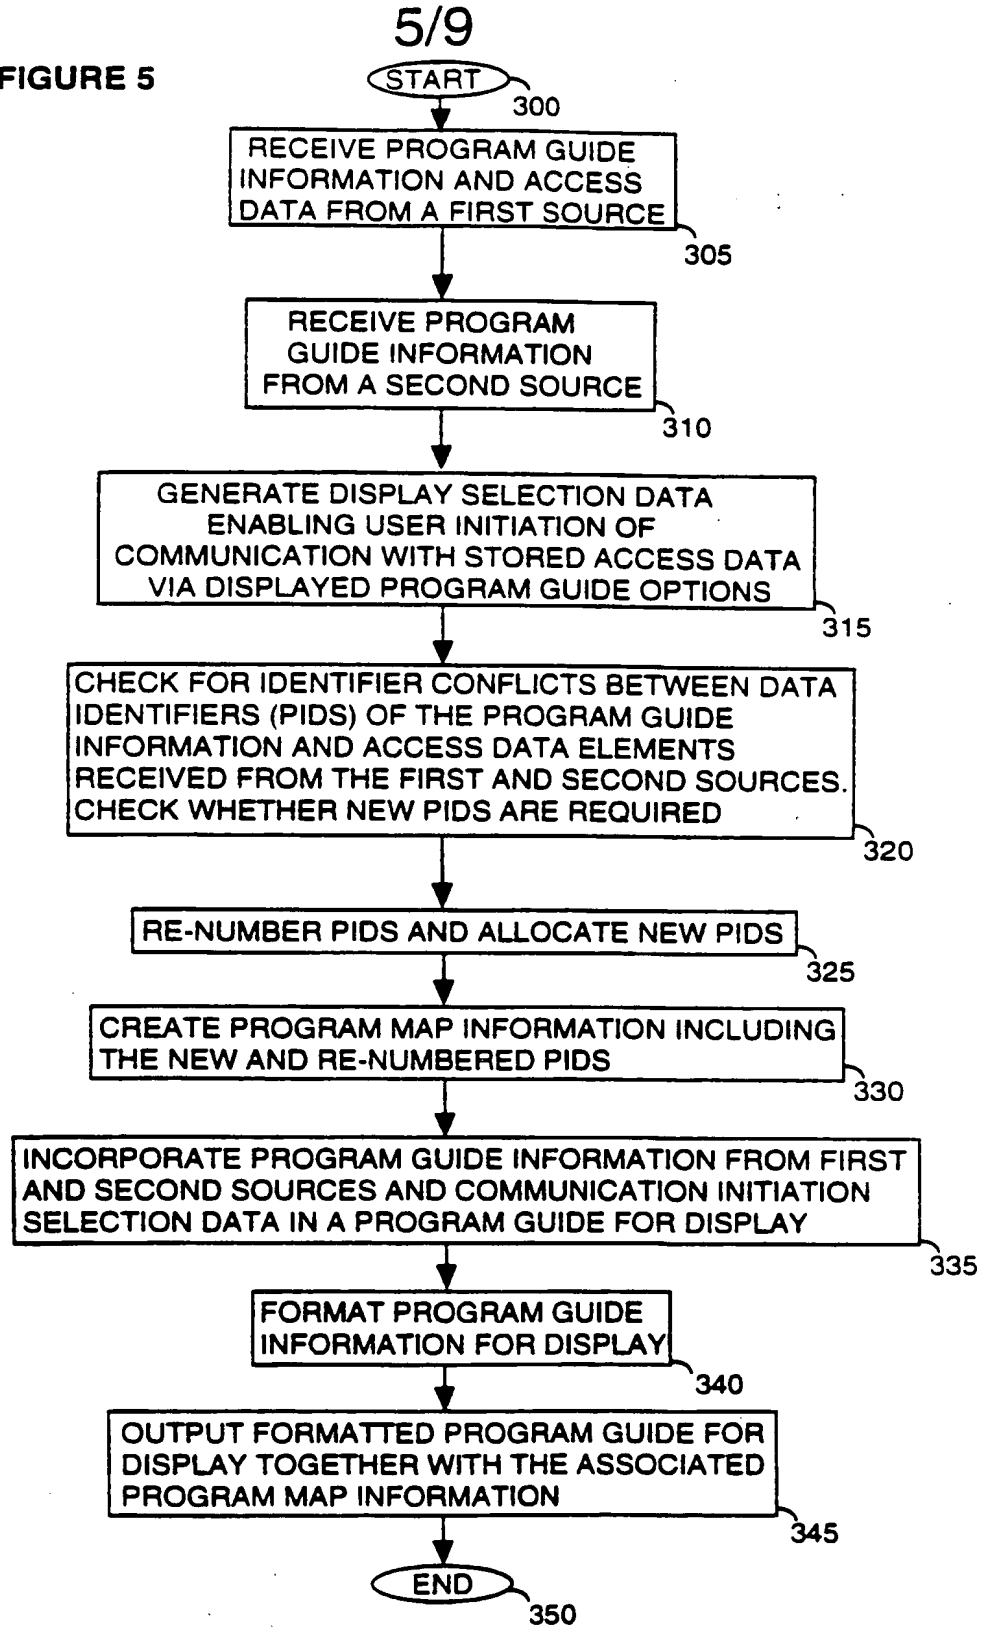 5/9
FIGURE 5
START
300
RECEIVE PROGRAM GUIDE
INFORMATION AND ACCESS
DATA FROM A FIRST SOURCE
305
RECEIVE PROGRAM
GUIDE INFORMATION
FROM A SECOND SOURCE
310
GENERATE DISPLAY SELECTION DATA
ENABLING USER INITIATION OF
COMMUNICATION WITH STORED ACCESS DATA
VIA DISPLAYED PROGRAM GUIDE OPTIONS
315
CHECK FOR IDENTIFIER CONFLICTS BETWEEN DATA
IDENTIFIERS (PIDS) OF THE PROGRAM GUIDE
INFORMATION AND ACCESS DATA ELEMENTS
RECEIVED FROM THE FIRST AND SECOND SOURCES.
CHECK WHETHER NEW PIDS ARE REQUIRED
320
RE-NUMBER PIDS AND ALLOCATE NEW PIDS
325
CREATE PROGRAM MAP INFORMATION INCLUDING
THE NEW AND RE-NUMBERED PIDS
330
INCORPORATE PROGRAM GUIDE INFORMATION FROM FIRST
AND SECOND SOURCES AND COMMUNICATION INITIATION
SELECTION DATA IN A PROGRAM GUIDE FOR DISPLAY
335
FORMAT PROGRAM GUIDE
INFORMATION FOR DISPLAY
340
OUTPUT FORMATTED PROGRAM GUIDE FOR
DISPLAY TOGETHER WITH THE ASSOCIATED
PROGRAM MAP INFORMATION
345
END
350